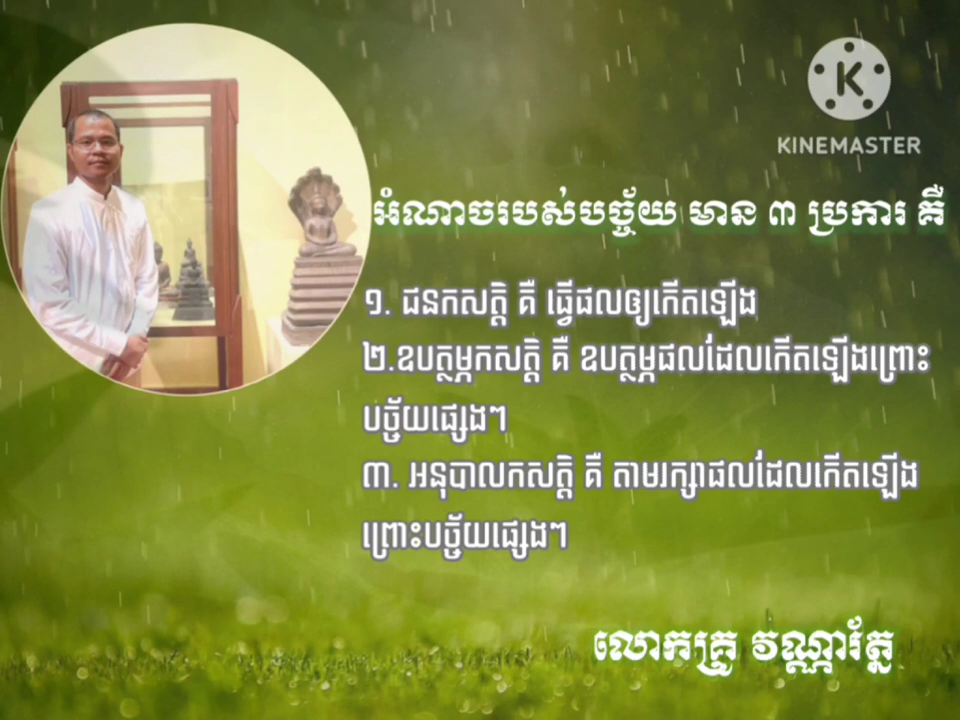 KINEMASTER
អំណាចរបស់បច្ច័យ មាន ៣ ប្រការ គឺ
១. ជនកសត្តិ គឺ ធ្វើផលឲ្យកើតឡើង
២.ឧបត្ថម្ភកសត្តិ គឺ ឧបត្ថម្ភផលដែលកើតឡើងព្រោះ
បច្ច័យផ្សេងៗ
៣. អនុបាលកសត្តិ គឺ តាមរក្សាផលដែលកើតឡើង
ព្រោះបច្ច័យផ្សេងៗ
លោកគ្រូ វណ្ណារ័ត្ន